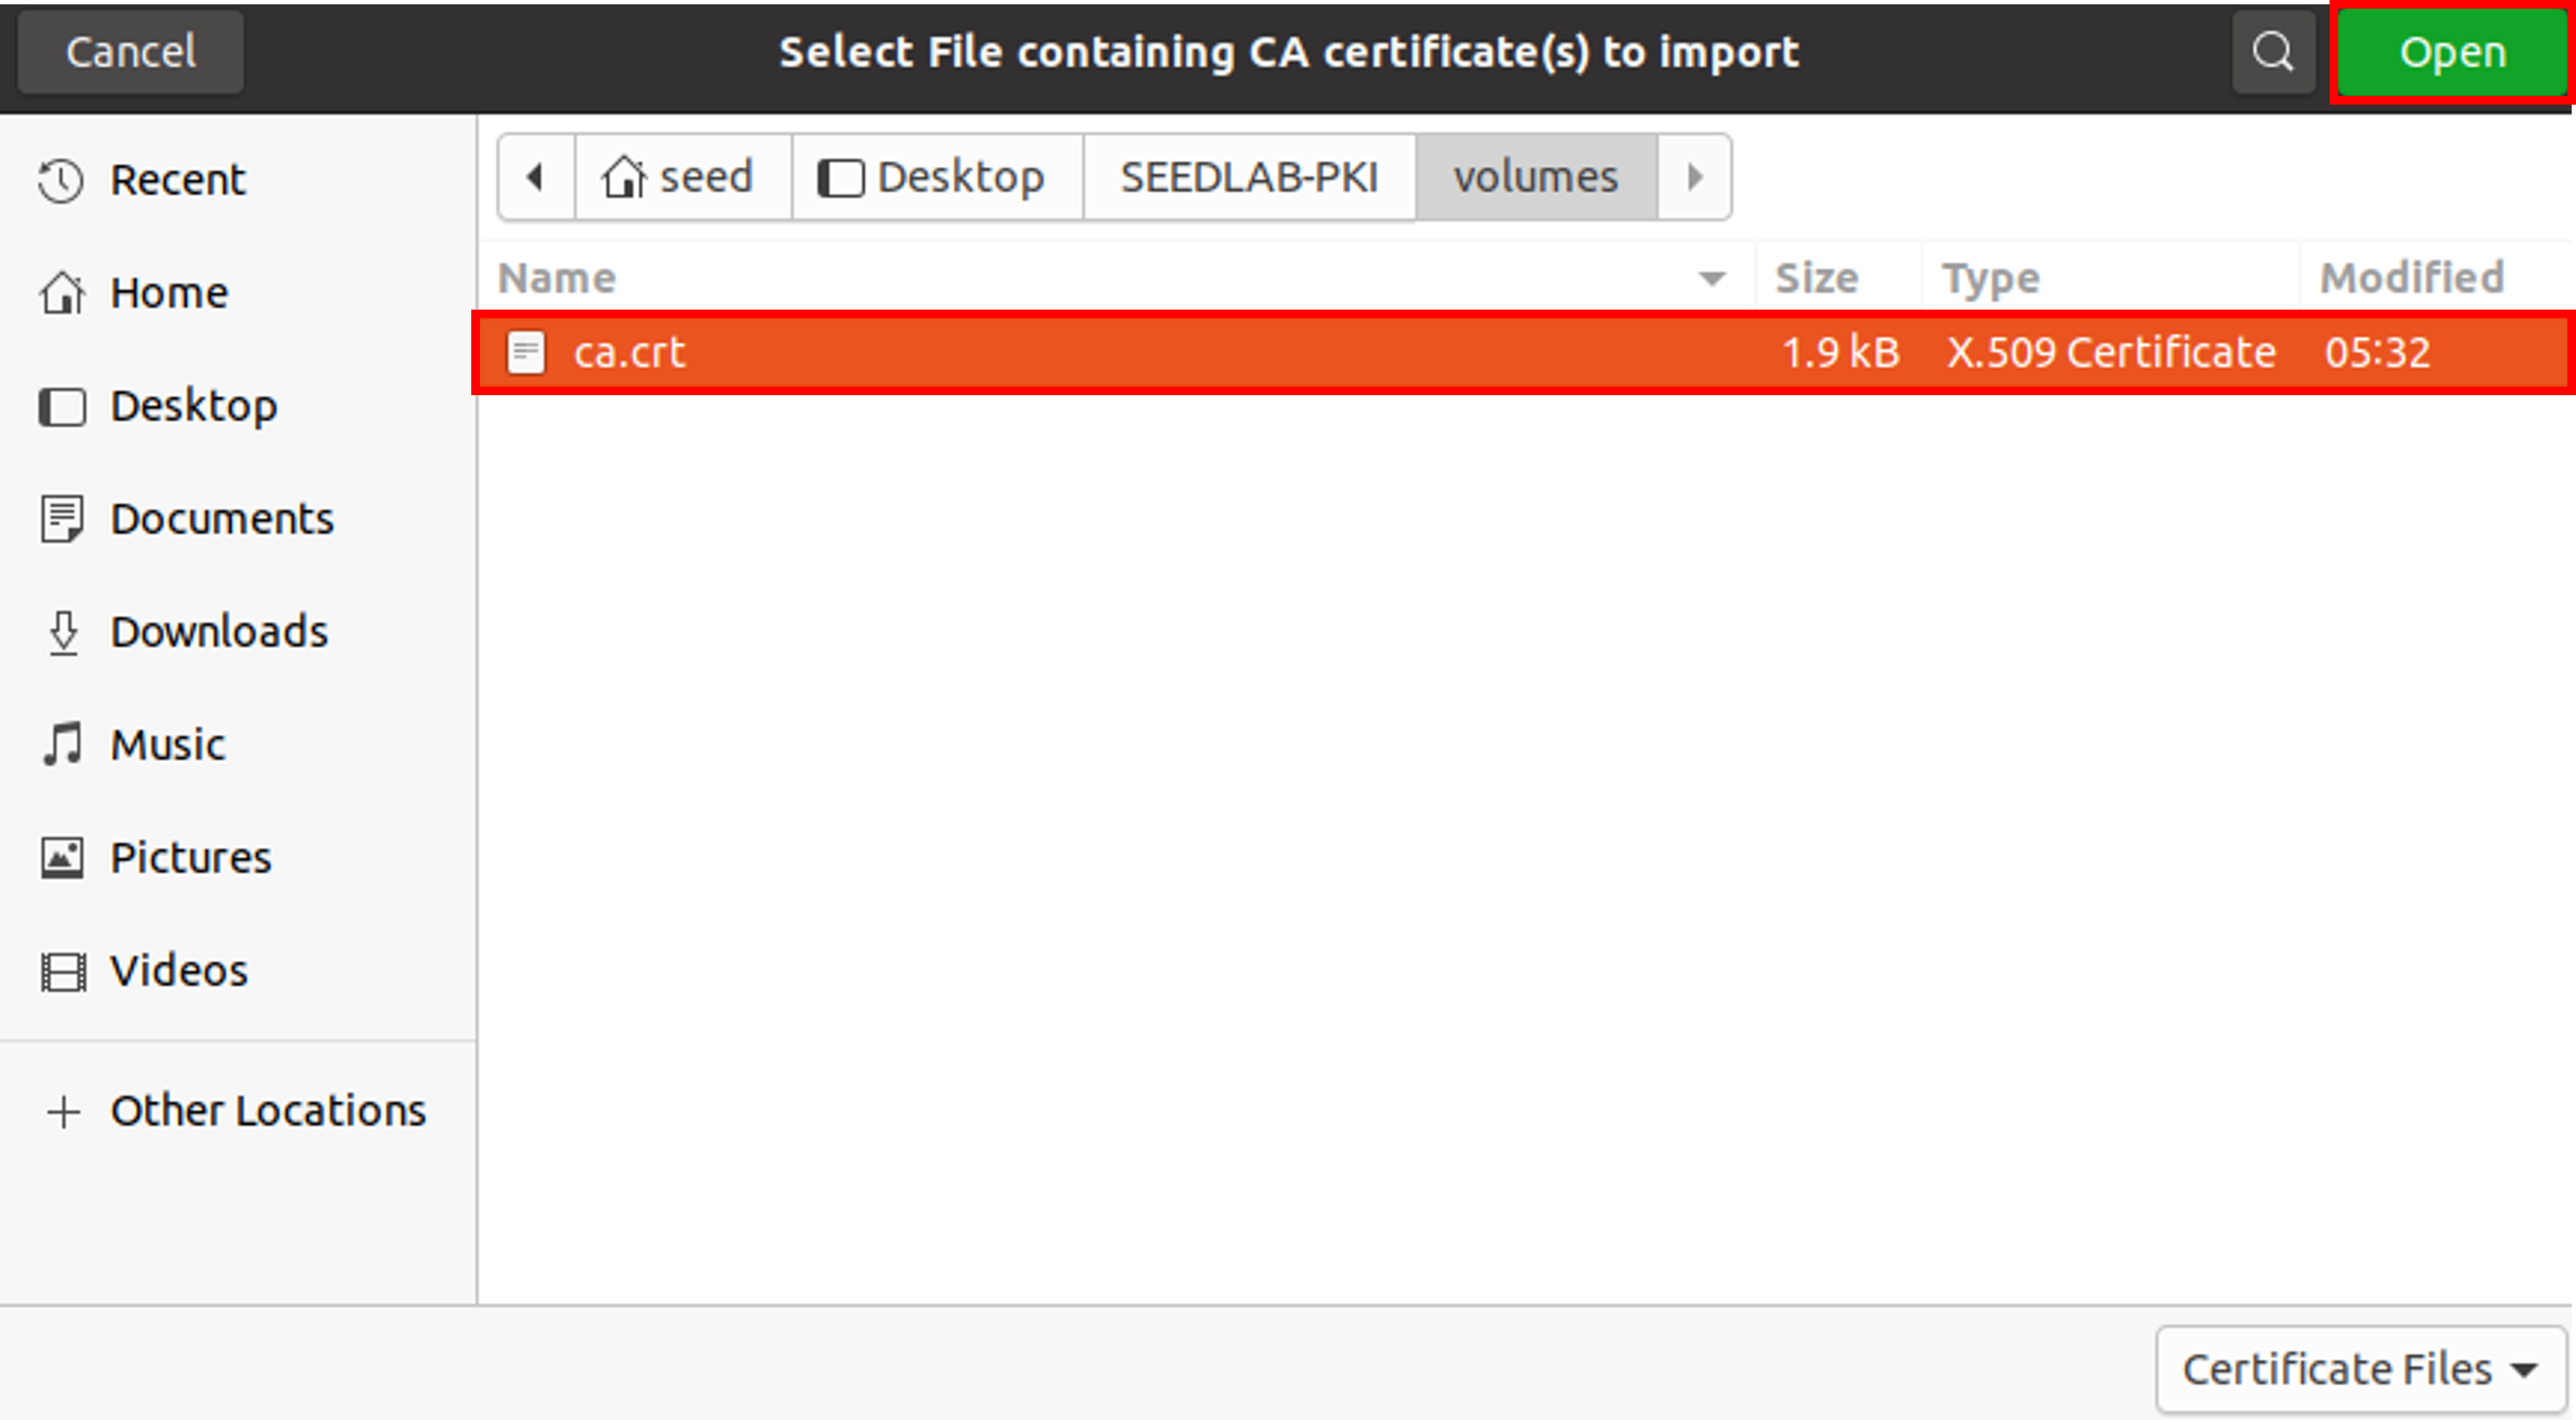 Cancel Select File containing CA certificate(s) to import Open
seed Desktop SEEDLAB-PKI volumes
Name Size Type Modified
ca.crt 1.9 kB X.509 Certificate 05:32
Recent
Home
Desktop
Documents
Downloads
Music
Pictures
Videos
Other Locations
Certificate Files